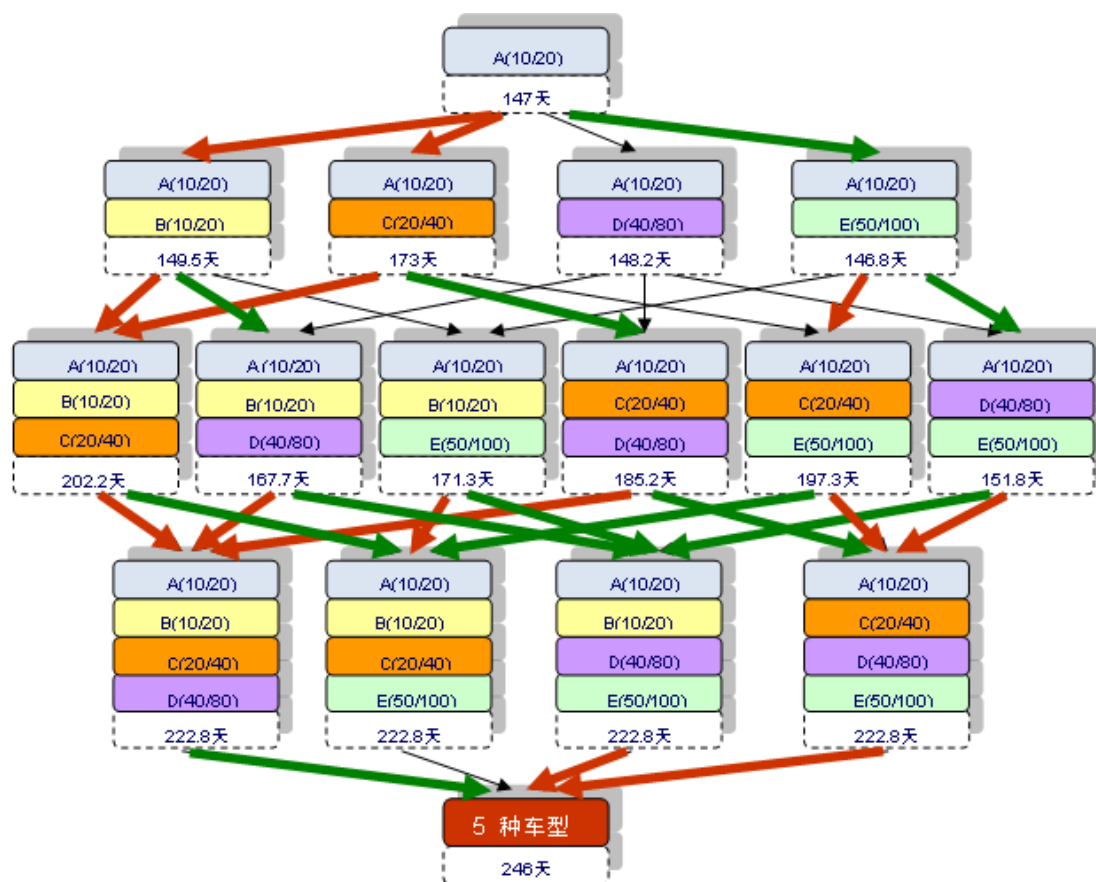 A(10/20)
147天
A(10/20)
B(10/20)
149.5天
A(10/20)
C(20/40)
173天
A(10/20)
D(40/80)
148.2天
A(10/20)
E(50/100)
146.8天
A(10/20)
B(10/20)
C(20/40)
202.2天
A(10/20)
B(10/20)
D(40/80)
167.7天
A(10/20)
B(10/20)
E(50/100)
171.3天
A(10/20)
C(20/40)
D(40/80)
185.2天
A(10/20)
C(20/40)
E(50/100)
197.3天
A(10/20)
D(40/80)
E(50/100)
151.8天
A(10/20)
B(10/20)
C(20/40)
D(40/80)
222.8天
A(10/20)
B(10/20)
C(20/40)
E(50/100)
222.8天
A(10/20)
B(10/20)
D(40/80)
E(50/100)
222.8天
A(10/20)
C(20/40)
D(40/80)
E(50/100)
222.8天
5 种车型
246天